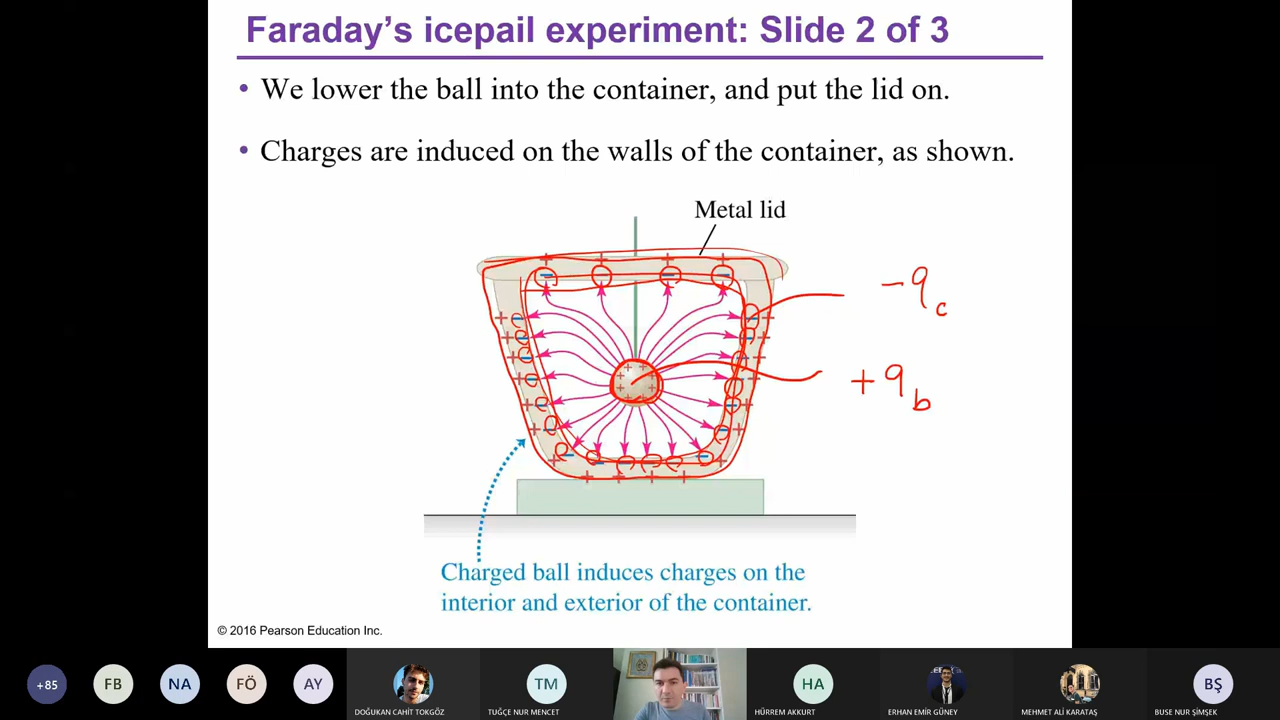 Faraday's icepail experiment: Slide 2 of 3
• We lower the ball into the container, and put the lid on.
• Charges are induced on the walls of the container, as shown.
Metal lid
−q_c
+q_b
Charged ball induces charges on the
interior and exterior of the container.
© 2016 Pearson Education Inc.
+85 FB NA FÖ AY TM HA BŞ
DOĞUKAN CAHİT TOKGÖZ TUĞÇE NUR MENCET HÜRREM AKKURT ERHAN EMİR GÜNEY MEHMET ALİ KARATAŞ BUSE NUR ŞİMŞEK